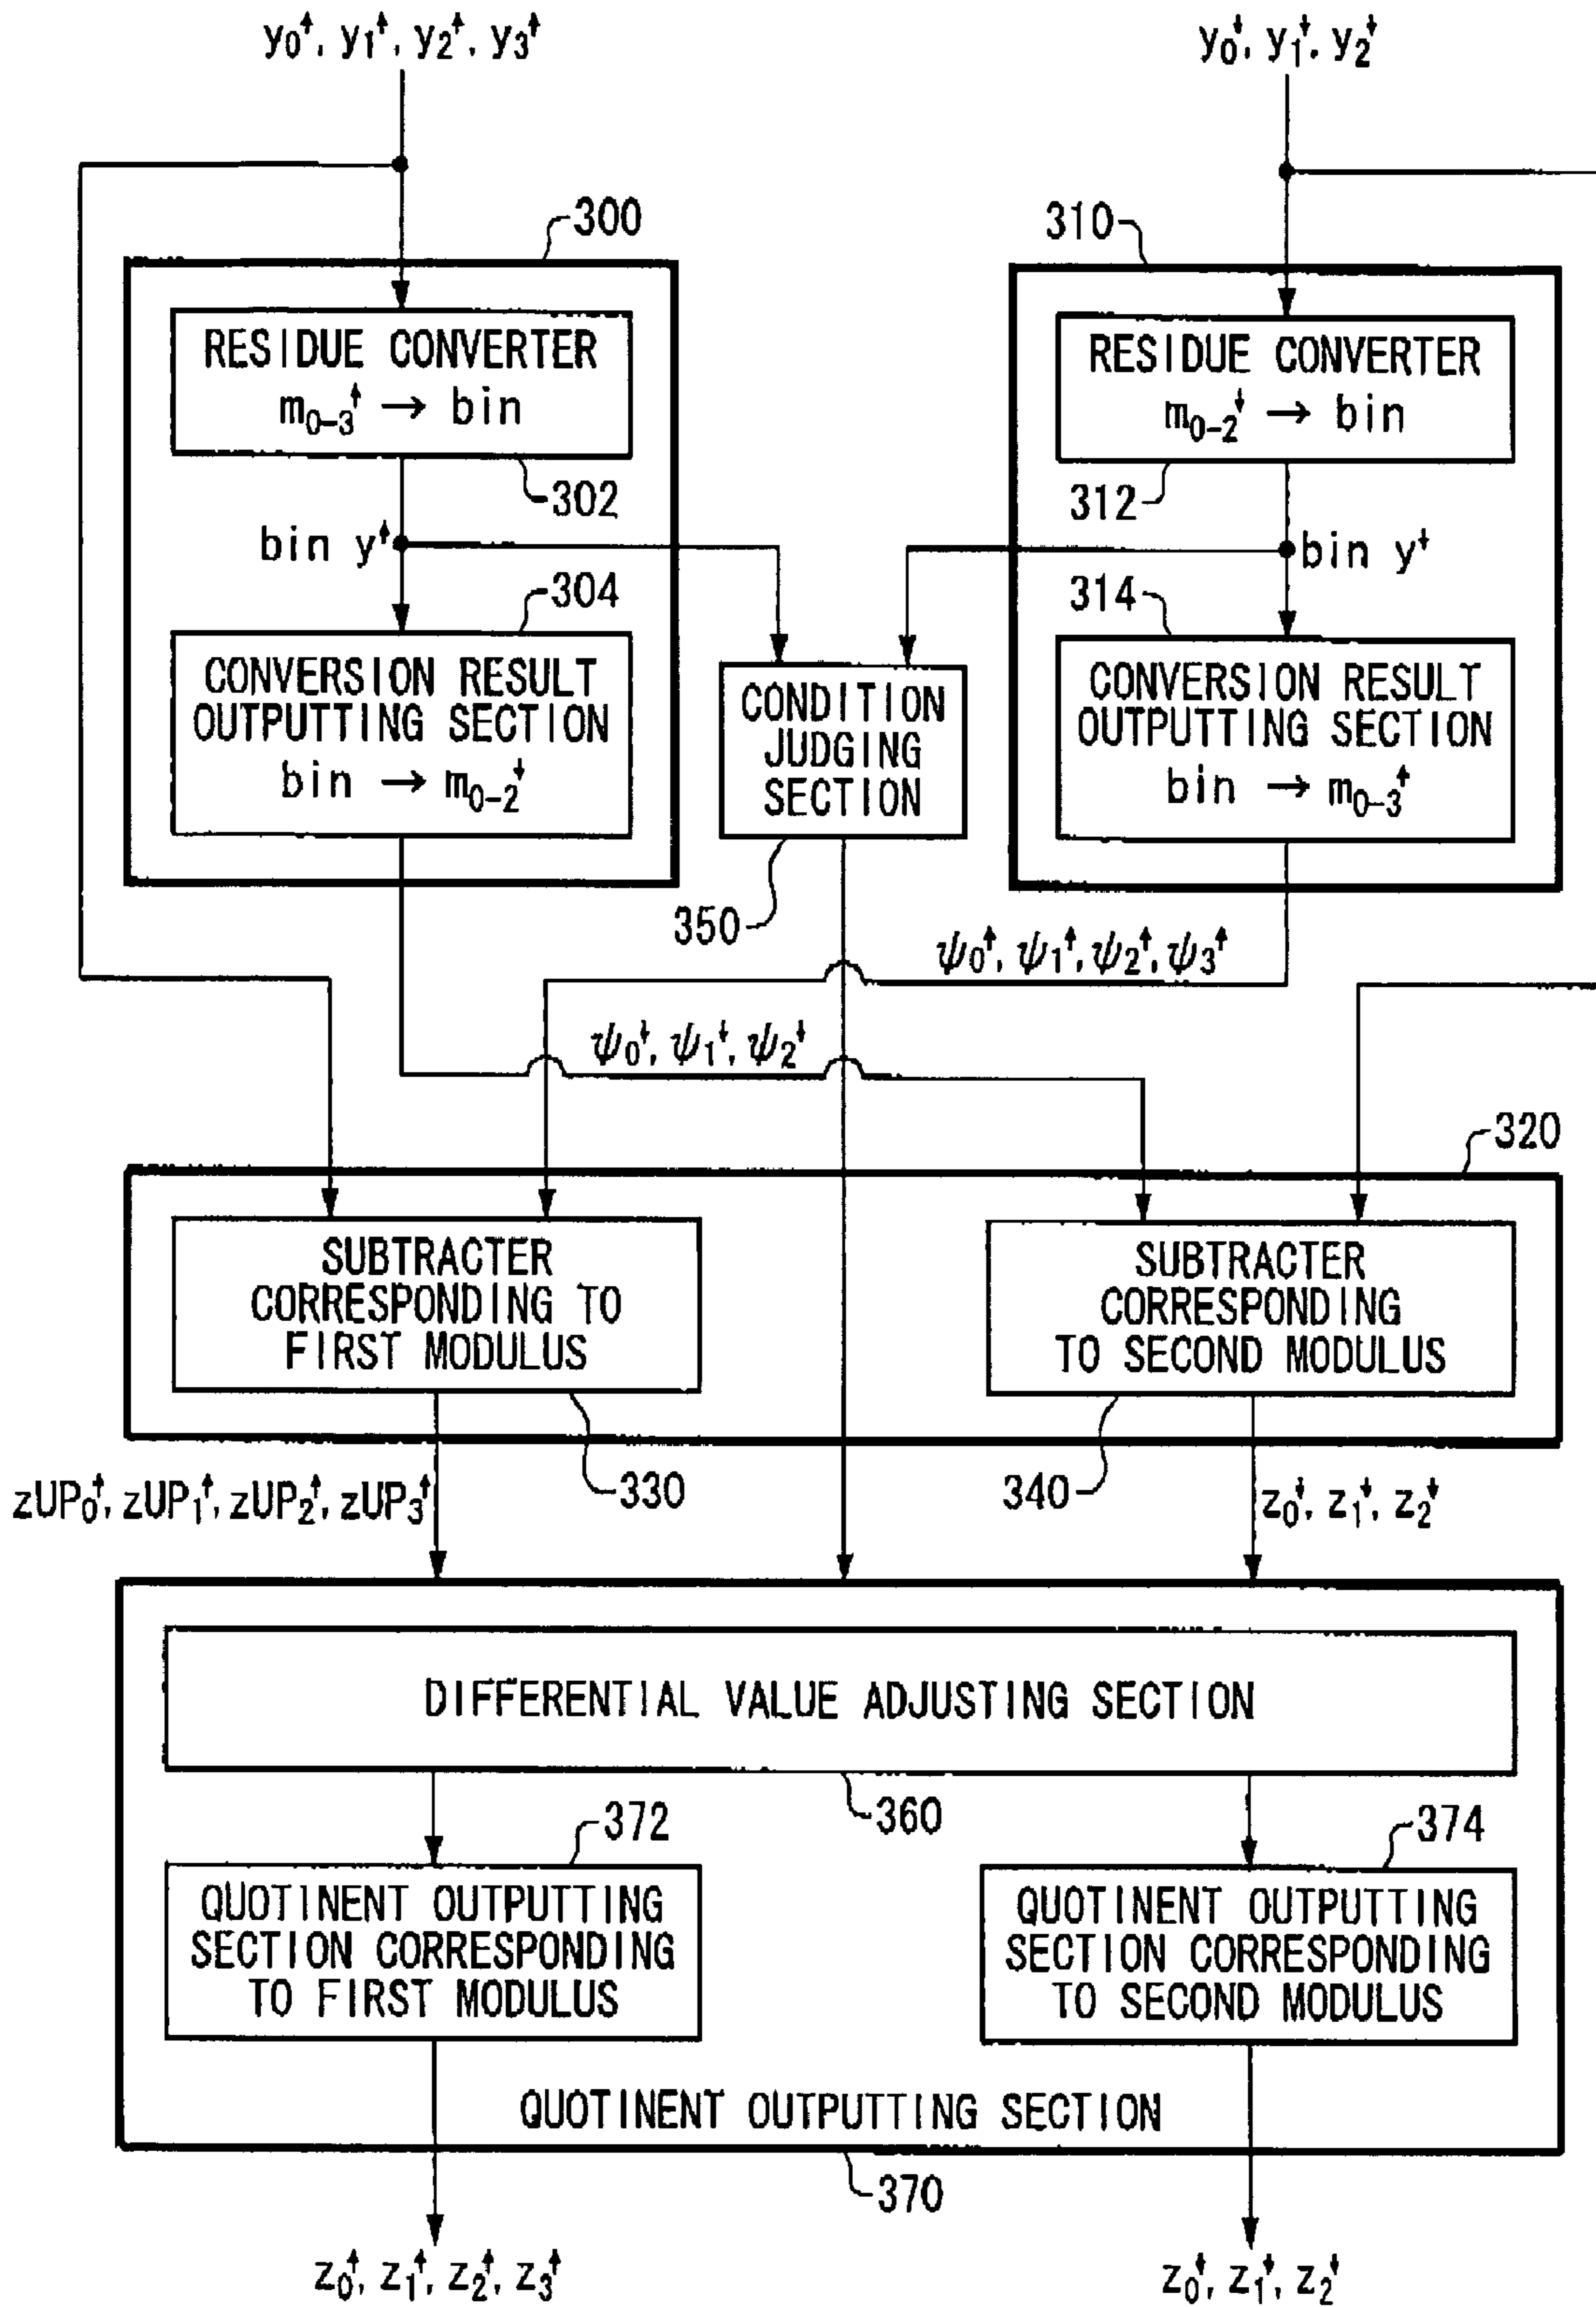 y₀↑, y₁↑, y₂↑, y₃↑
y₀↓, y₁↓, y₂↓
300
310
RESIDUE CONVERTER
m₀₋₃↑ → bin
RESIDUE CONVERTER
m₀₋₂↓ → bin
302
312
bin y↑
bin y↓
304
314
CONVERSION RESULT
OUTPUTTING SECTION
bin → m₀₋₂↓
CONDITION
JUDGING
SECTION
CONVERSION RESULT
OUTPUTTING SECTION
bin → m₀₋₃↑
350
ψ₀↑, ψ₁↑, ψ₂↑, ψ₃↑
ψ₀↓, ψ₁↓, ψ₂↓
320
SUBTRACTER
CORRESPONDING TO
FIRST MODULUS
SUBTRACTER
CORRESPONDING
TO SECOND MODULUS
zUP₀↑, zUP₁↑, zUP₂↑, zUP₃↑
330
340
z₀↓, z₁↓, z₂↓
DIFFERENTIAL VALUE ADJUSTING SECTION
360
372
374
QUOTINENT OUTPUTTING
SECTION CORRESPONDING
TO FIRST MODULUS
QUOTINENT OUTPUTTING
SECTION CORRESPONDING
TO SECOND MODULUS
QUOTINENT OUTPUTTING SECTION
370
z₀↑, z₁↑, z₂↑, z₃↑
z₀↓, z₁↓, z₂↓